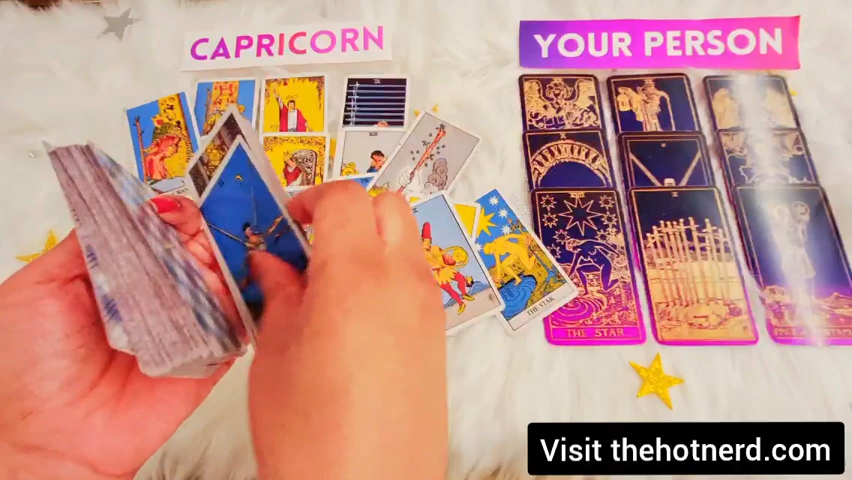 CAPRICORN
YOUR PERSON
THE STAR
THE STAR
Visit thehotnerd.com